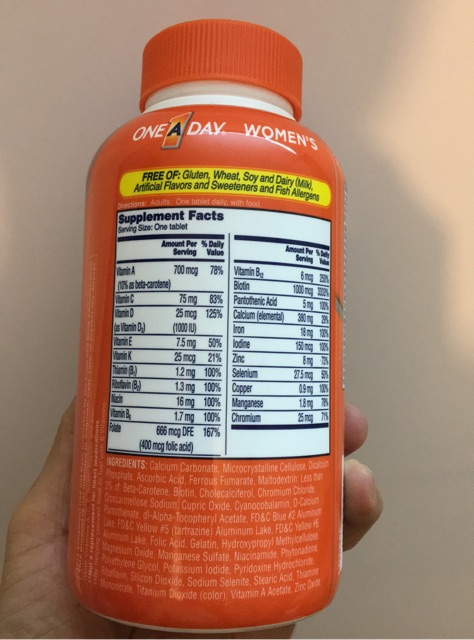 ONE A DAY. WOMEN'S
FREE OF: Gluten, Wheat, Soy and Dairy (Milk),
Artificial Flavors and Sweeteners and Fish Allergens
Directions: Adults: One tablet daily, with food.
Supplement Facts
Serving Size: One tablet
Amount Per Serving % Daily Value
Vitamin A 700 mcg 78%
(10% as beta-carotene)
Vitamin C 75 mg 83%
Vitamin D 25 mcg 125%
(as Vitamin D₃) (1000 IU)
Vitamin E 7.5 mg 50%
Vitamin K 25 mcg 21%
Thiamin (B₁) 1.2 mg 100%
Riboflavin (B₂) 1.3 mg 100%
Niacin 16 mg 100%
Vitamin B₆ 1.7 mg 100%
Folate 666 mcg DFE 167%
(400 mcg folic acid)
Amount Per Serving % Daily Value
Vitamin B₁₂ 6 mcg 250%
Biotin 1000 mcg 3333%
Pantothenic Acid 5 mg 100%
Calcium (elemental) 380 mg 29%
Iron 18 mg 100%
Iodine 150 mcg 100%
Zinc 8 mg 73%
Selenium 27.5 mcg 50%
Copper 0.9 mg 100%
Manganese 1.8 mg 78%
Chromium 25 mcg 71%
INGREDIENTS: Calcium Carbonate, Microcrystalline Cellulose, Dicalcium
Phosphate, Ascorbic Acid, Ferrous Fumarate, Maltodextrin, Less than
2% of: Beta-Carotene, Biotin, Cholecalciferol, Chromium Chloride,
Croscarmellose Sodium, Cupric Oxide, Cyanocobalamin, D-Calcium
Pantothenate, dl-Alpha-Tocopheryl Acetate, FD&C Blue #2 Aluminum
Lake, FD&C Yellow #5 (tartrazine) Aluminum Lake, FD&C Yellow #6
Aluminum Lake, Folic Acid, Gelatin, Hydroxypropyl Methylcellulose,
Magnesium Oxide, Manganese Sulfate, Niacinamide, Phytonadione,
Polyethylene Glycol, Potassium Iodide, Pyridoxine Hydrochloride,
Riboflavin, Silicon Dioxide, Sodium Selenite, Stearic Acid, Thiamine
Mononitrate, Titanium Dioxide (color), Vitamin A Acetate, Zinc Oxide.